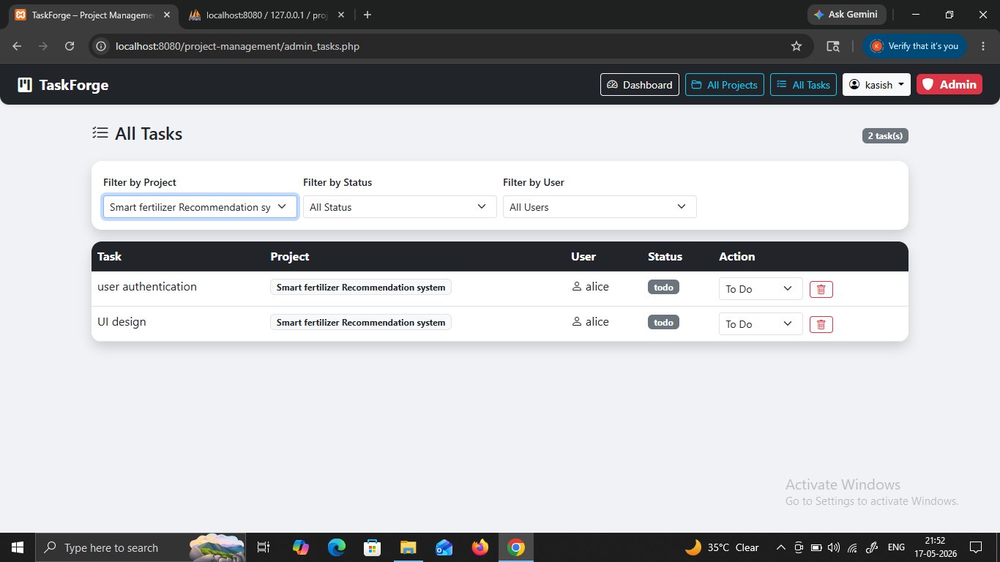 TaskForge – Project Manageme
localhost:8080 / 127.0.0.1 / proj
Ask Gemini
localhost:8080/project-management/admin_tasks.php
K
Verify that it's you
TaskForge
Dashboard
All Projects
All Tasks
kasish
Admin
All Tasks
2 task(s)
Filter by Project
Filter by Status
Filter by User
Smart fertilizer Recommendation sy
All Status
All Users
Task Project User Status Action
user authentication Smart fertilizer Recommendation system alice todo To Do
UI design Smart fertilizer Recommendation system alice todo To Do
Activate Windows
Go to Settings to activate Windows.
Type here to search
35°C Clear
ENG
21:52
17-05-2026